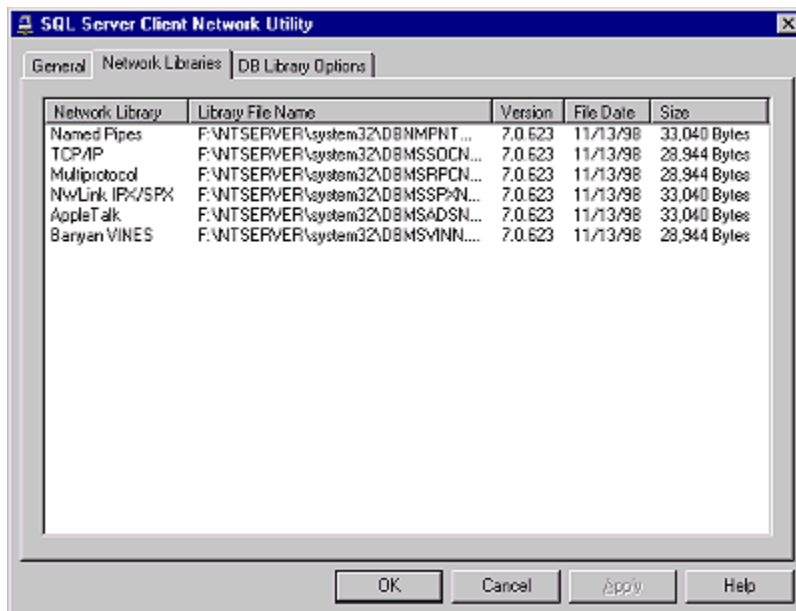 SQL Server Client Network Utility
General Network Libraries DB Library Options
Network Library Library File Name Version File Date Size
Named Pipes F:\NTSERVER\system32\DBNMPNT... 7.0.623 11/13/98 33,040 Bytes
TCP/IP F:\NTSERVER\system32\DBMSSOCN... 7.0.623 11/13/98 28,944 Bytes
Multiprotocol F:\NTSERVER\system32\DBMSRPCN... 7.0.623 11/13/98 28,944 Bytes
NWLink IPX/SPX F:\NTSERVER\system32\DBMSSPXN... 7.0.623 11/13/98 33,040 Bytes
AppleTalk F:\NTSERVER\system32\DBMSADSN... 7.0.623 11/13/98 33,040 Bytes
Banyan VINES F:\NTSERVER\system32\DBMSVINN.... 7.0.623 11/13/98 28,944 Bytes
OK Cancel Apply Help